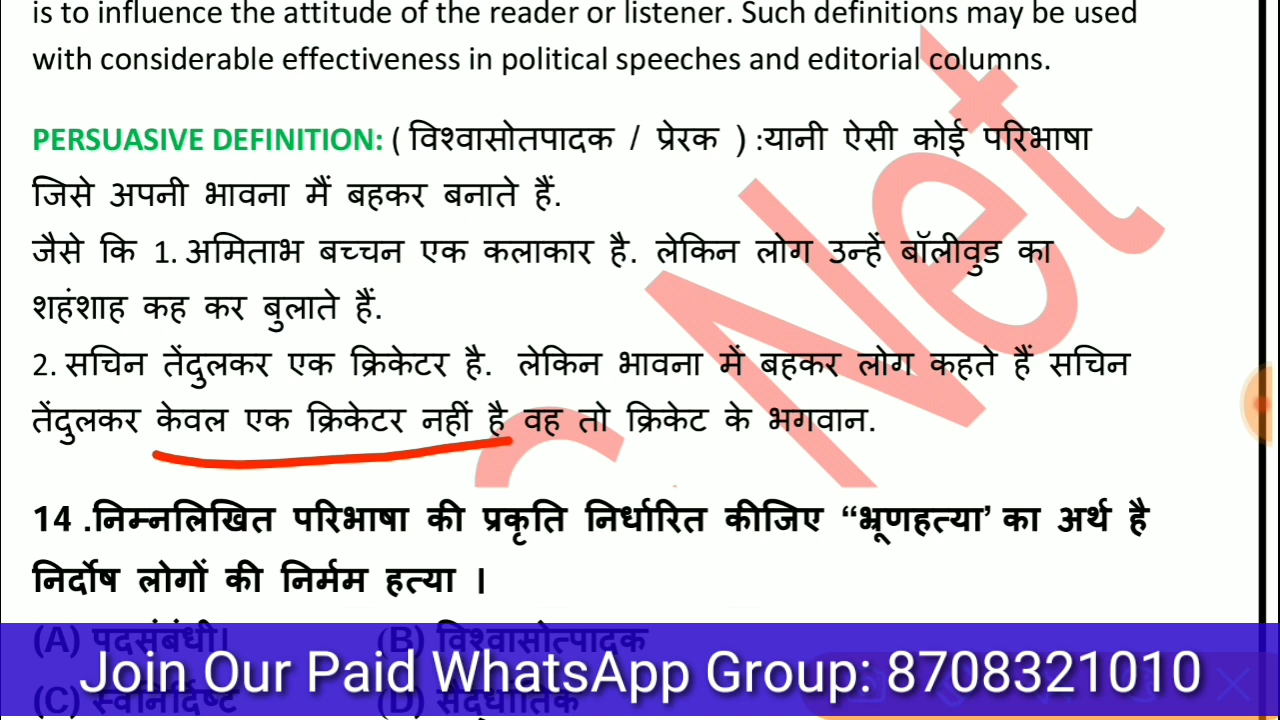 is to influence the attitude of the reader or listener. Such definitions may be used
with considerable effectiveness in political speeches and editorial columns.
PERSUASIVE DEFINITION: ( विश्वासोतपादक / प्रेरक ) :यानी ऐसी कोई परिभाषा
जिसे अपनी भावना मैं बहकर बनाते हैं.
जैसे कि 1. अमिताभ बच्चन एक कलाकार है. लेकिन लोग उन्हें बॉलीवुड का
शहंशाह कह कर बुलाते हैं.
2. सचिन तेंदुलकर एक क्रिकेटर है. लेकिन भावना में बहकर लोग कहते हैं सचिन
तेंदुलकर केवल एक क्रिकेटर नहीं है वह तो क्रिकेट के भगवान.
14 .निम्नलिखित परिभाषा की प्रकृति निर्धारित कीजिए “भ्रूणहत्या’ का अर्थ है
निर्दोष लोगों की निर्मम हत्या ।
(A) पदसंबंधी। (B) विश्वासोत्पादक
Join Our Paid WhatsApp Group: 8708321010
(C) स्वनिर्दिष्ट (D) सैद्धांतिक
Net